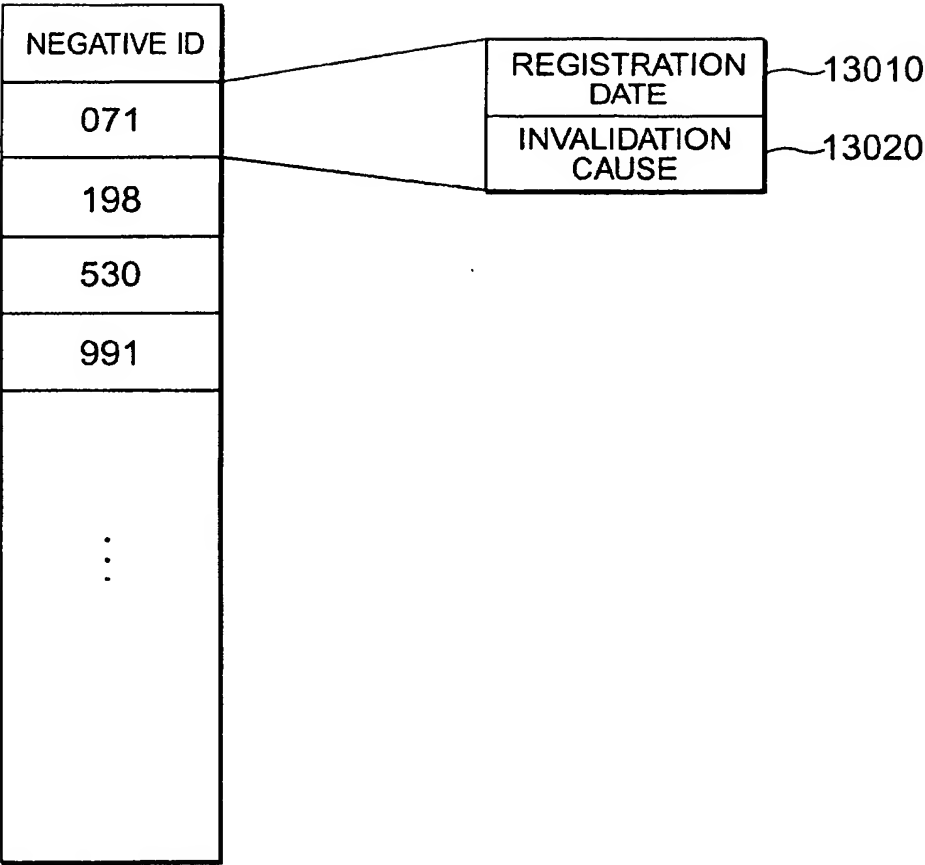 NEGATIVE ID
071
198
530
991
REGISTRATION
DATE
13010
INVALIDATION
CAUSE
13020